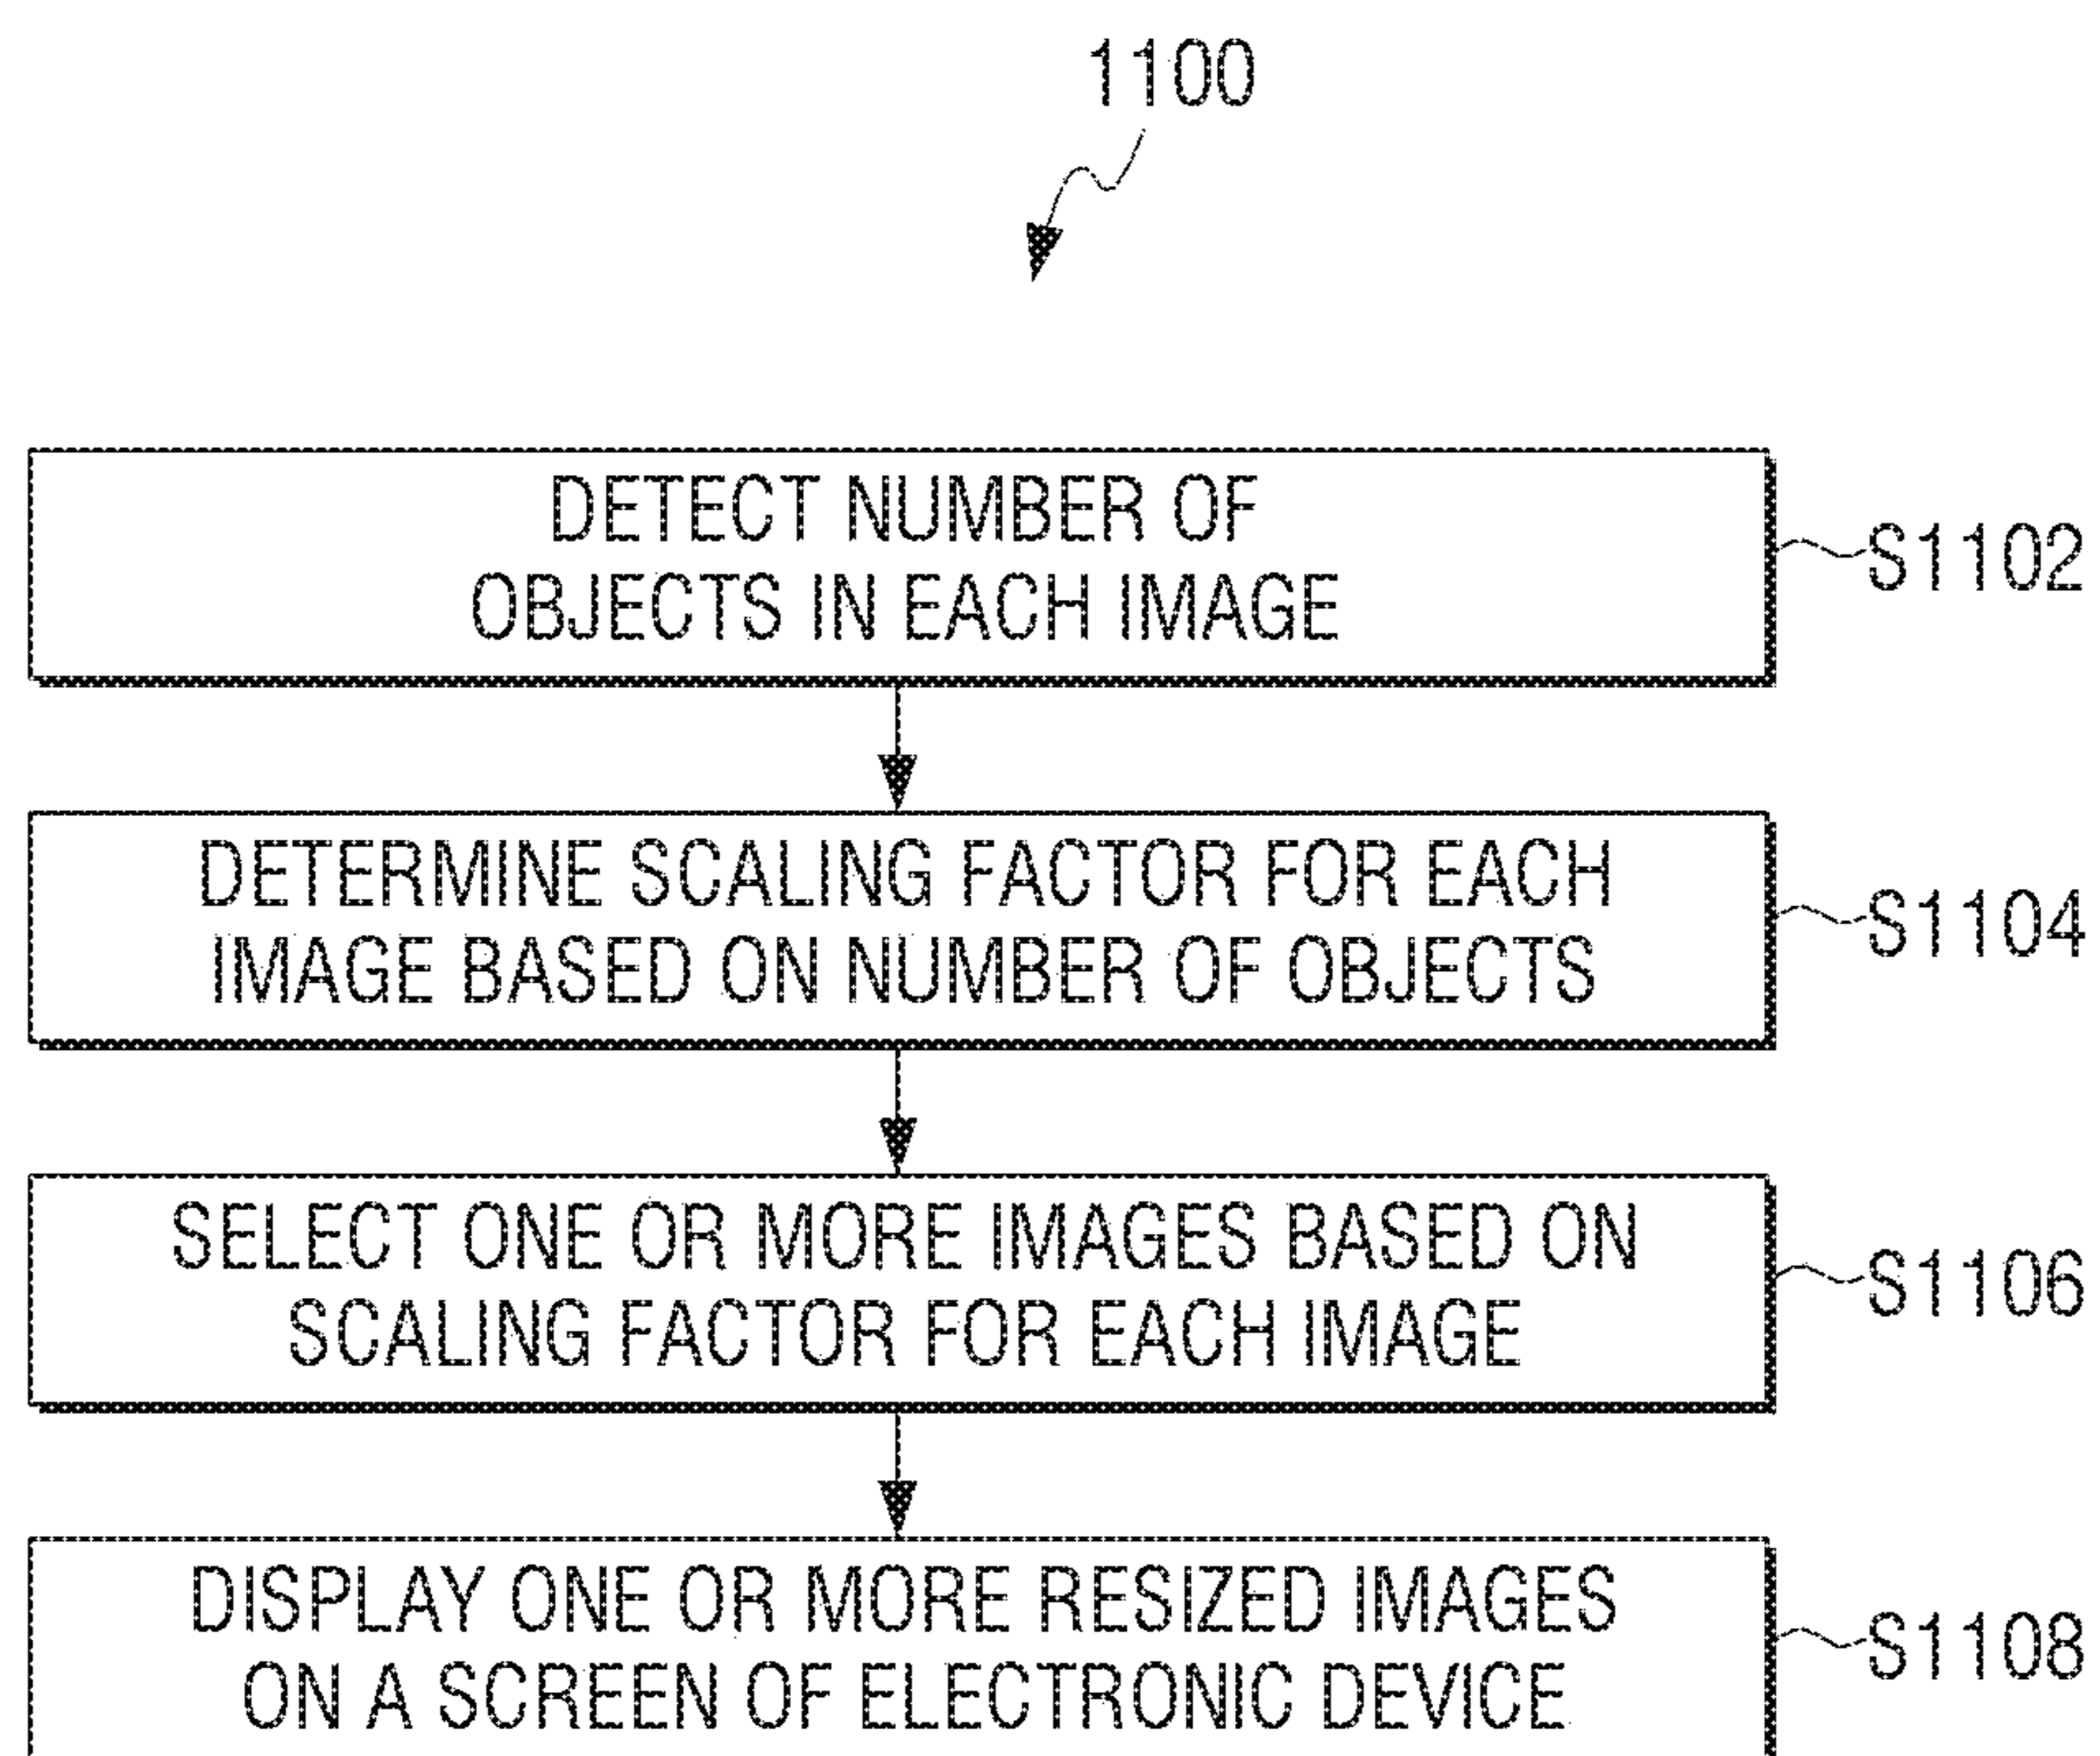 1100
DETECT NUMBER OF
OBJECTS IN EACH IMAGE
S1102
DETERMINE SCALING FACTOR FOR EACH
IMAGE BASED ON NUMBER OF OBJECTS
S1104
SELECT ONE OR MORE IMAGES BASED ON
SCALING FACTOR FOR EACH IMAGE
S1106
DISPLAY ONE OR MORE RESIZED IMAGES
ON A SCREEN OF ELECTRONIC DEVICE
S1108